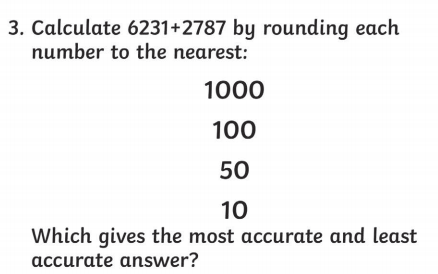 3. Calculate 6231+2787 by rounding each
number to the nearest:
1000
100
50
10
Which gives the most accurate and least
accurate answer?